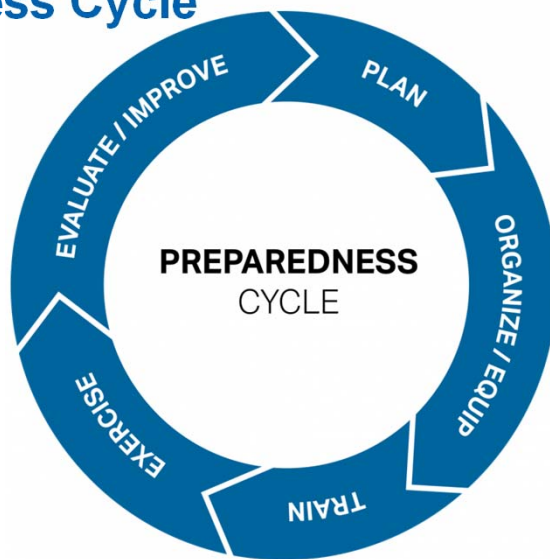 ess Cycle
PREPAREDNESS
CYCLE
PLAN
ORGANIZE / EQUIP
TRAIN
EXERCISE
EVALUATE / IMPROVE